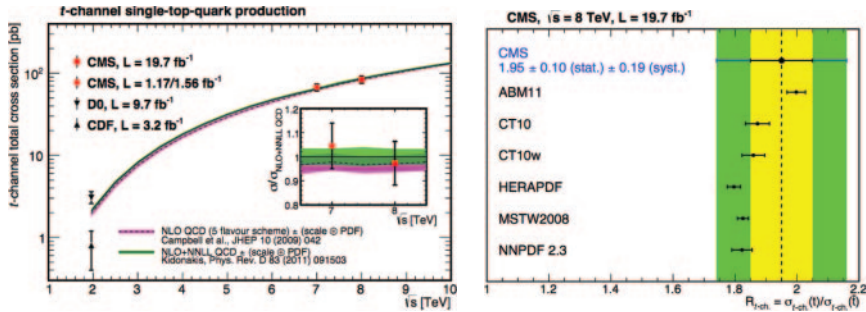 t-channel single-top-quark production
t-channel total cross section [pb]
10²
10
1
CMS, L = 19.7 fb⁻¹
CMS, L = 1.17/1.56 fb⁻¹
D0, L = 9.7 fb⁻¹
CDF, L = 3.2 fb⁻¹
σ/σNLO+NNLL QCD
1.2
1.1
1
0.9
0.8
7
8
√s [TeV]
NLO QCD (5 flavour scheme) ± (scale ⊗ PDF)
Campbell et al., JHEP 10 (2009) 042
NLO+NNLL QCD ± (scale ⊗ PDF)
Kidonakis, Phys. Rev. D 83 (2011) 091503
0 1 2 3 4 5 6 7 8 9 10
√s [TeV]
CMS, √s = 8 TeV, L = 19.7 fb⁻¹
CMS
1.95 ± 0.10 (stat.) ± 0.19 (syst.)
ABM11
CT10
CT10w
HERAPDF
MSTW2008
NNPDF 2.3
1 1.2 1.4 1.6 1.8 2 2.2
R t-ch. = σ t-ch.(t)/σ t-ch.(t̄)